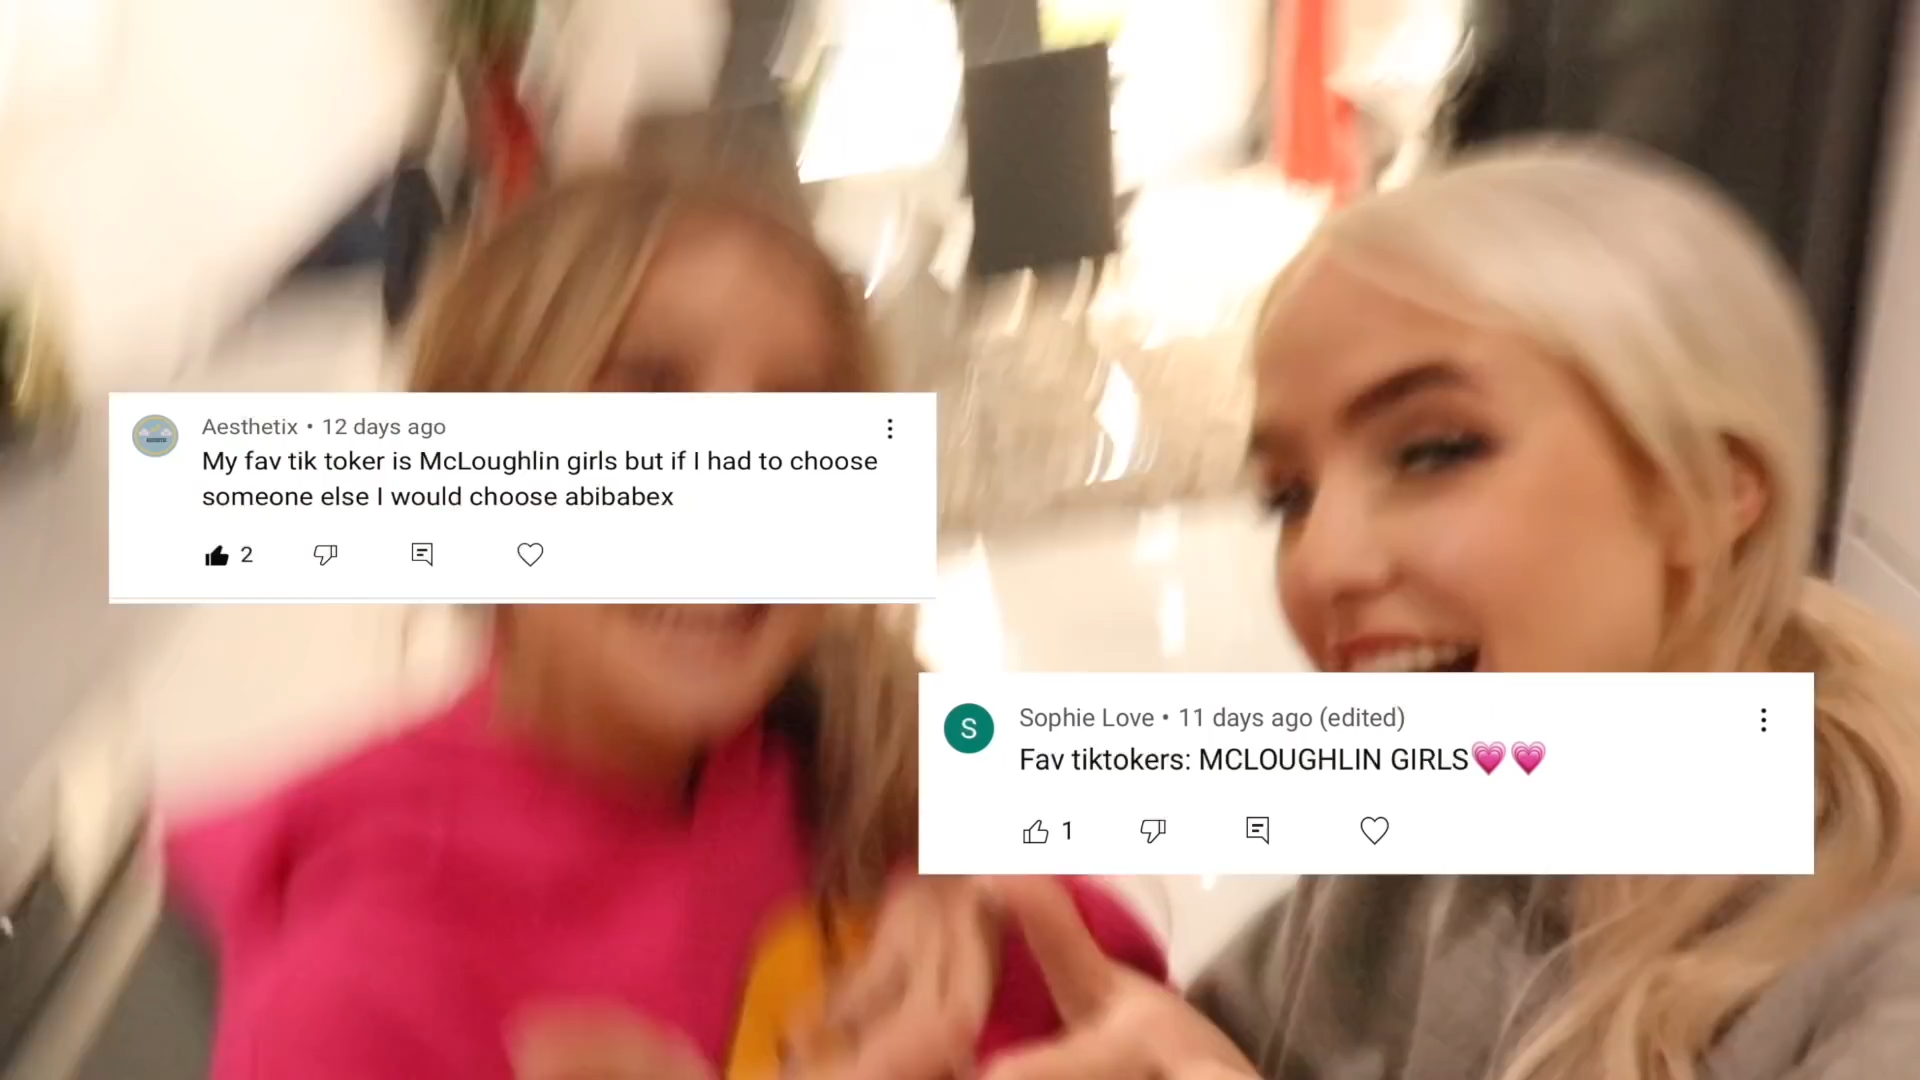 Aesthetix • 12 days ago
My fav tik toker is McLoughlin girls but if I had to choose
someone else I would choose abibabex
2
S
Sophie Love • 11 days ago (edited)
Fav tiktokers: MCLOUGHLIN GIRLS💗💗
1